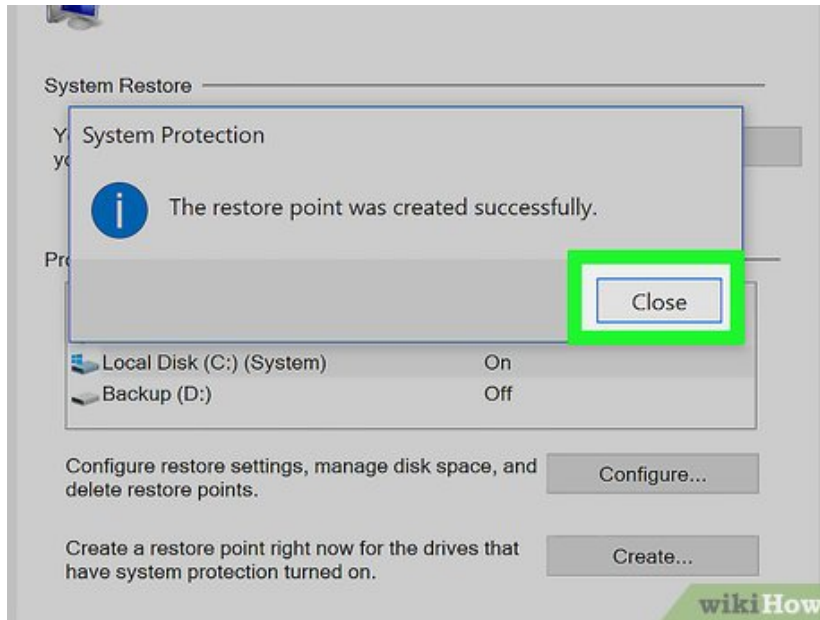 System Restore
System Protection
The restore point was created successfully.
Close
Local Disk (C:) (System) On
Backup (D:) Off
Configure restore settings, manage disk space, and
delete restore points.
Configure...
Create a restore point right now for the drives that
have system protection turned on.
Create...
wikiHow